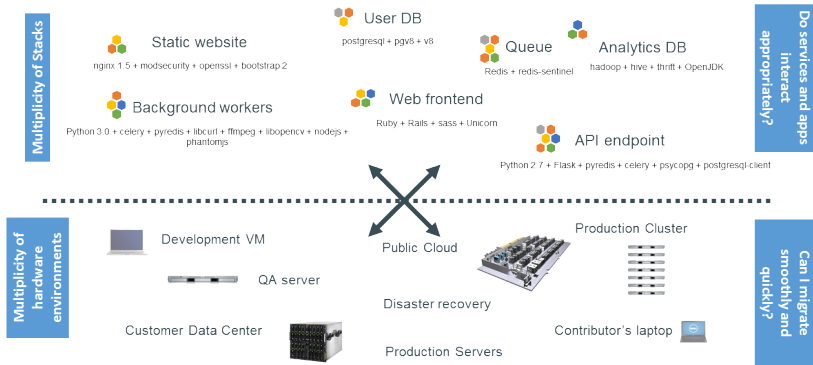 Multiplicity of Stacks
Static website
nginx 1.5 + modsecurity + openssl + bootstrap 2
User DB
postgresql + pgv8 + v8
Queue
Redis + redis-sentinel
Analytics DB
hadoop + hive + thrift + OpenJDK
Background workers
Python 3.0 + celery + pyredis + libcurl + ffmpeg + libopencv + nodejs +
phantomjs
Web frontend
Ruby + Rails + sass + Unicorn
API endpoint
Python 2.7 + Flask + pyredis + celery + psycopg + postgresql-client
Do services and apps
interact
appropriately?
Multiplicity of
hardware
environments
Development VM
QA server
Customer Data Center
Public Cloud
Disaster recovery
Production Servers
Production Cluster
Contributor's laptop
Can I migrate
smoothly and
quickly?